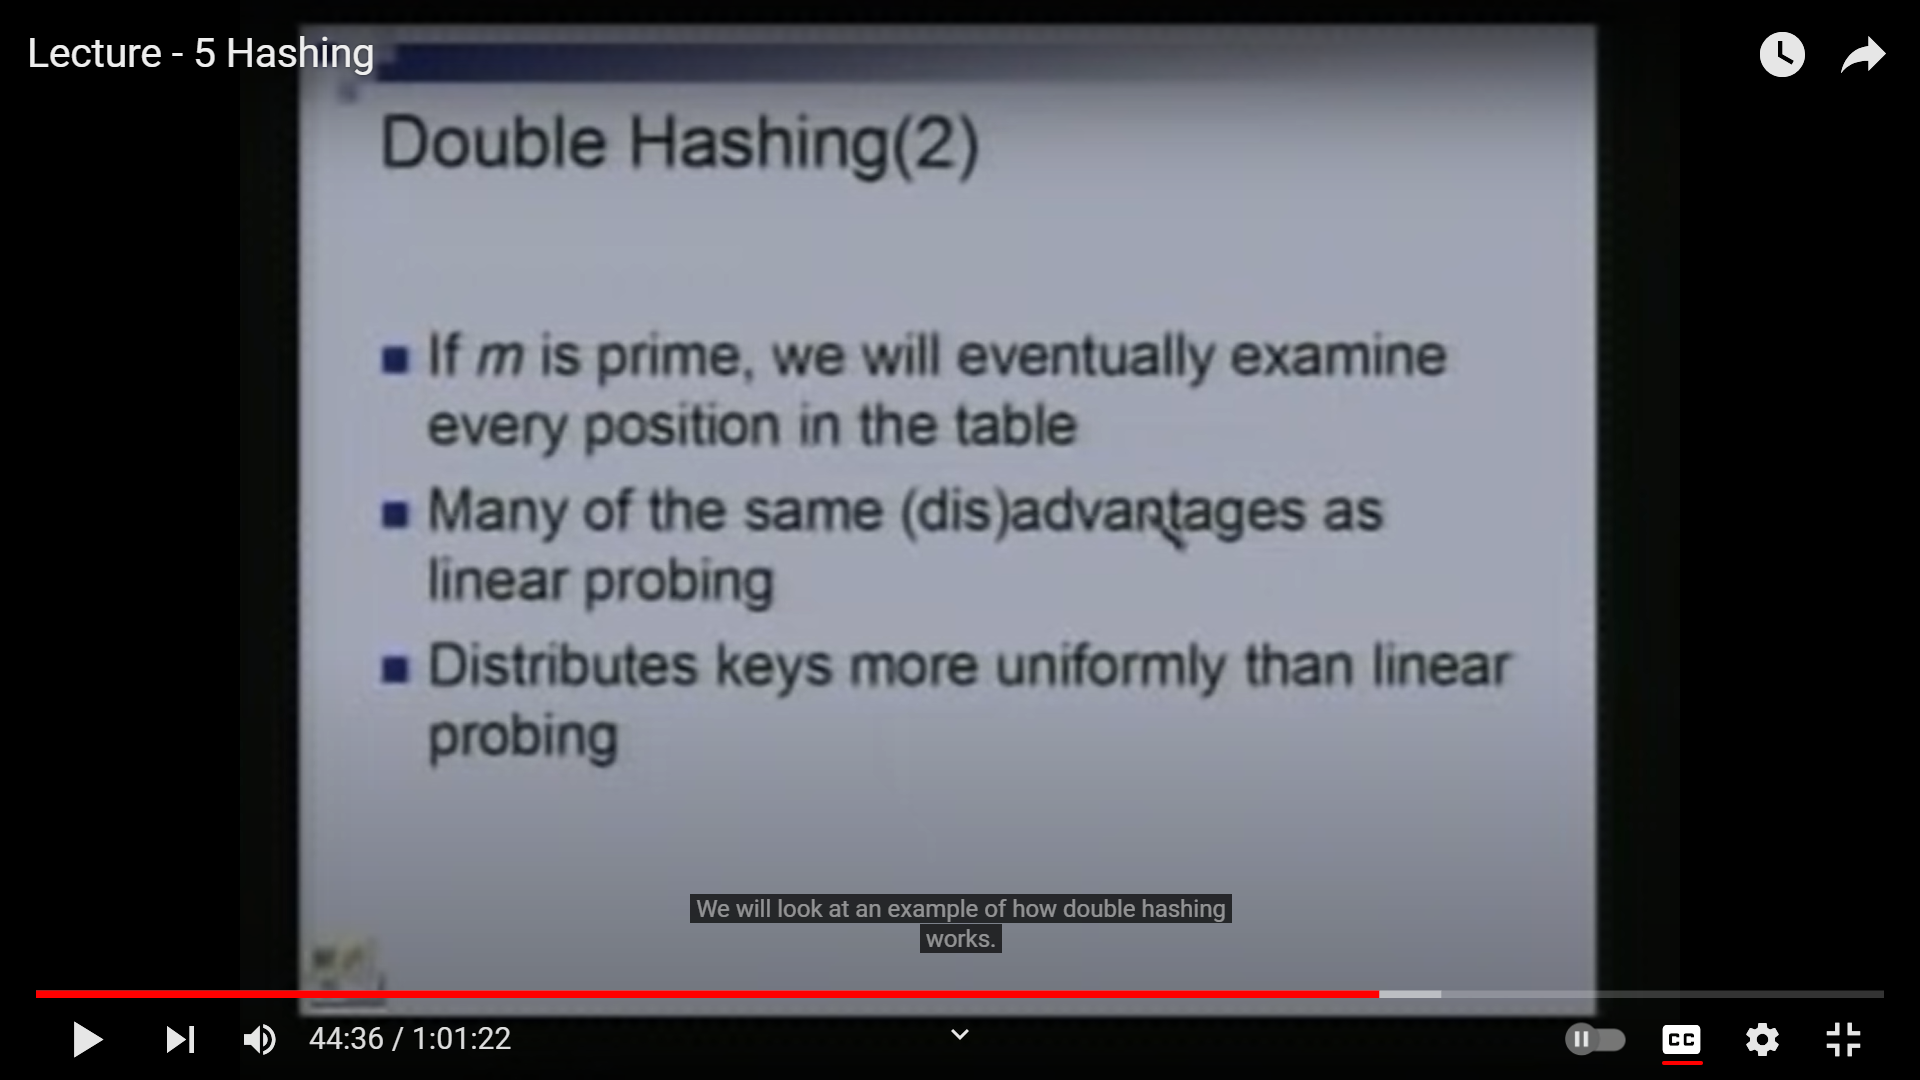 Lecture - 5 Hashing
Double Hashing(2)
If m is prime, we will eventually examine
every position in the table
Many of the same (dis)advantages as
linear probing
Distributes keys more uniformly than linear
probing
We will look at an example of how double hashing
works.
44:36 / 1:01:22
CC